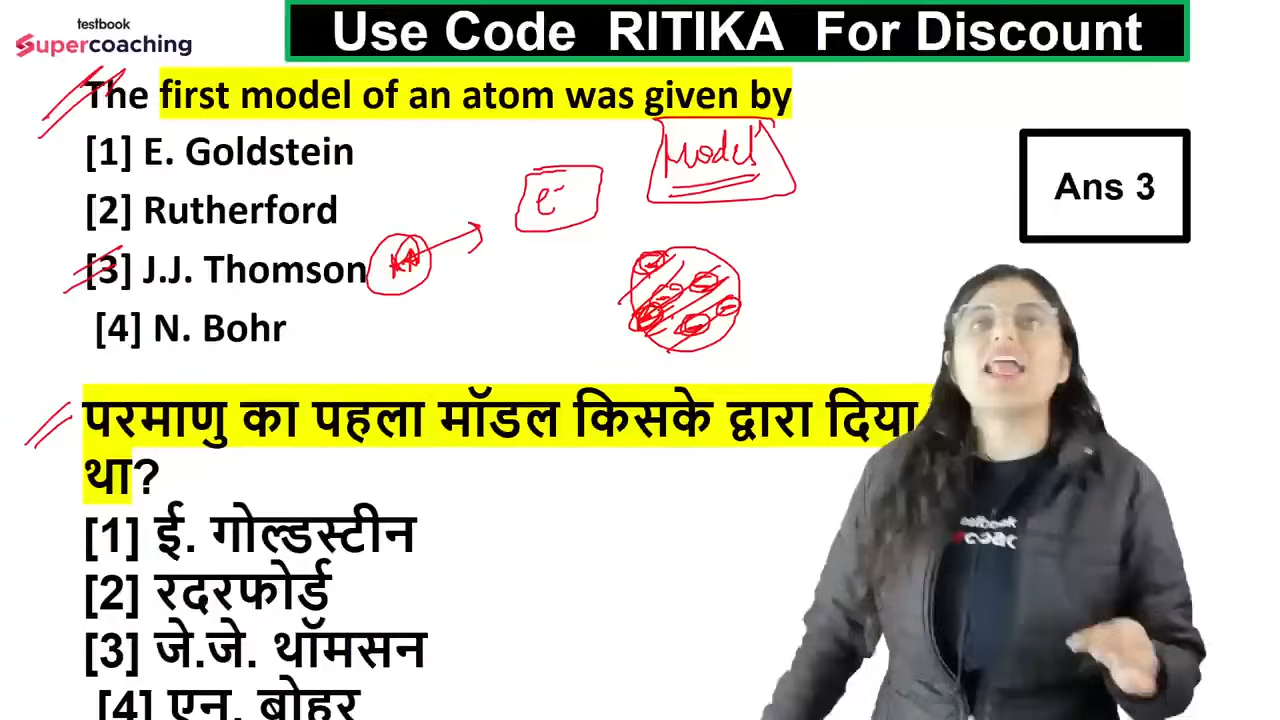 testbook
Supercoaching
Use Code RITIKA For Discount
The first model of an atom was given by
[1] E. Goldstein
[2] Rutherford
[3] J.J. Thomson
[4] N. Bohr
Model
e-
Ans 3
परमाणु का पहला मॉडल किसके द्वारा दिया
था?
[1] ई. गोल्डस्टीन
[2] रदरफोर्ड
[3] जे.जे. थॉमसन
[4] एन. बोहर